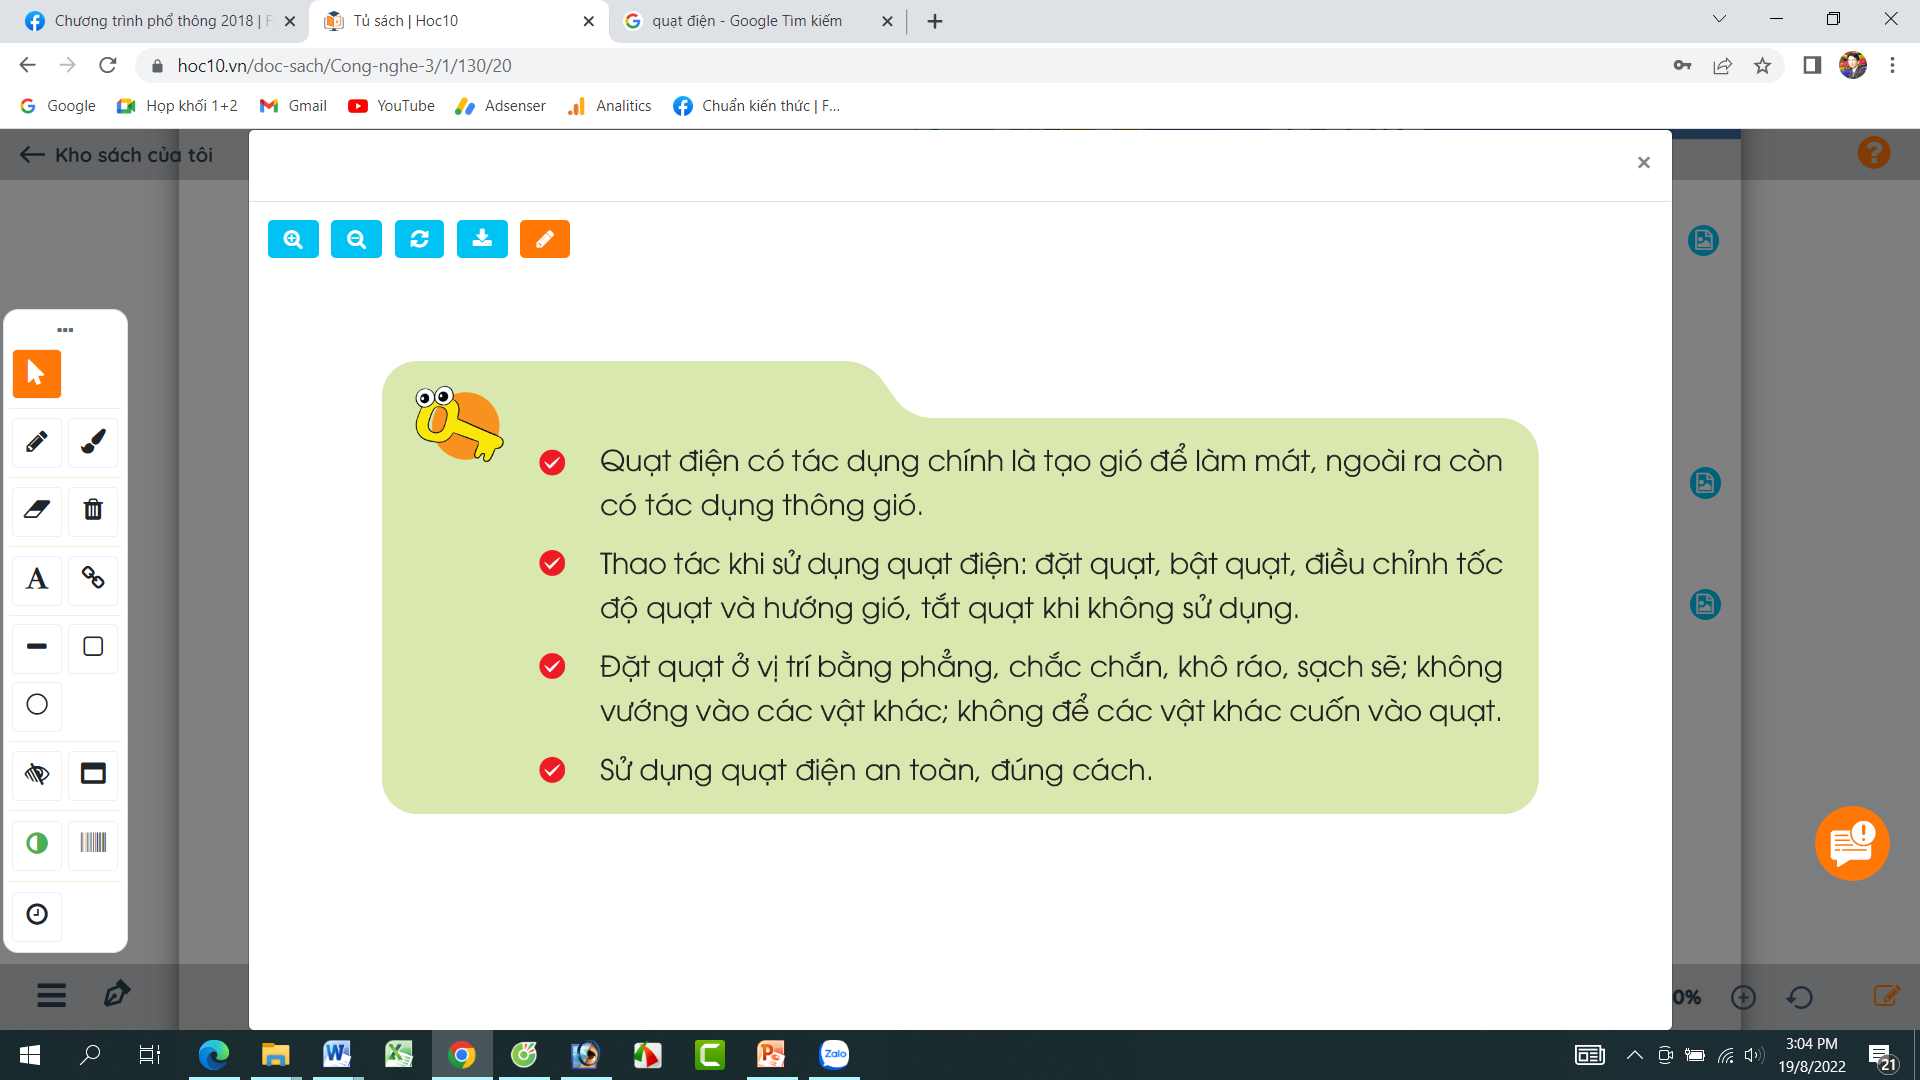 Chương trình phổ thông 2018 | F
Tủ sách | Hoc10
quạt điện - Google Tìm kiếm
hoc10.vn/doc-sach/Cong-nghe-3/1/130/20
Google
Họp khối 1+2
Gmail
YouTube
Adsenser
Analitics
Chuẩn kiến thức | F...
Kho sách của tôi
Quạt điện có tác dụng chính là tạo gió để làm mát, ngoài ra còn
có tác dụng thông gió.
Thao tác khi sử dụng quạt điện: đặt quạt, bật quạt, điều chỉnh tốc
độ quạt và hướng gió, tắt quạt khi không sử dụng.
Đặt quạt ở vị trí bằng phẳng, chắc chắn, khô ráo, sạch sẽ; không
vướng vào các vật khác; không để các vật khác cuốn vào quạt.
Sử dụng quạt điện an toàn, đúng cách.
0%
Zalo
3:04 PM
19/8/2022
21